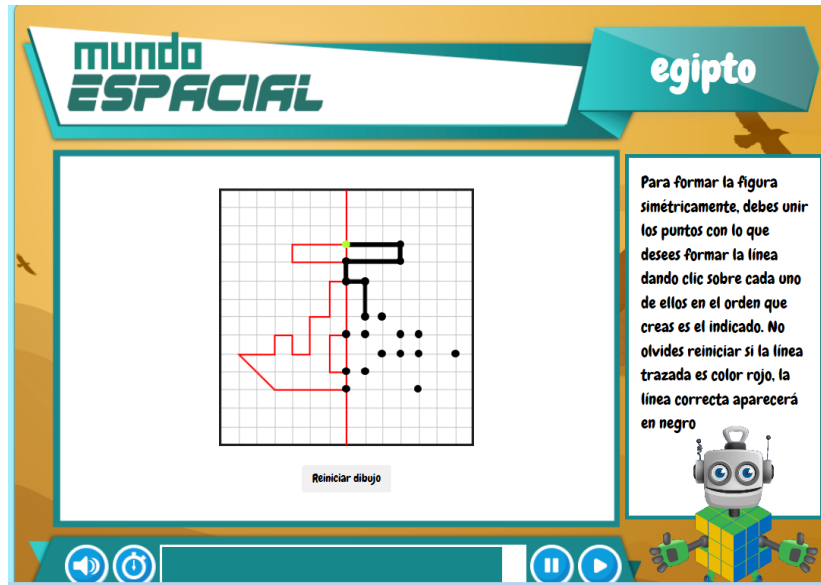 mundo
ESPACIAL
egipto
Para formar la figura
simétricamente, debes unir
los puntos con lo que
desees formar la línea
dando clic sobre cada uno
de ellos en el orden que
creas es el indicado. No
olvides reiniciar si la línea
trazada es color rojo, la
línea correcta aparecerá
en negro
Reiniciar dibujo